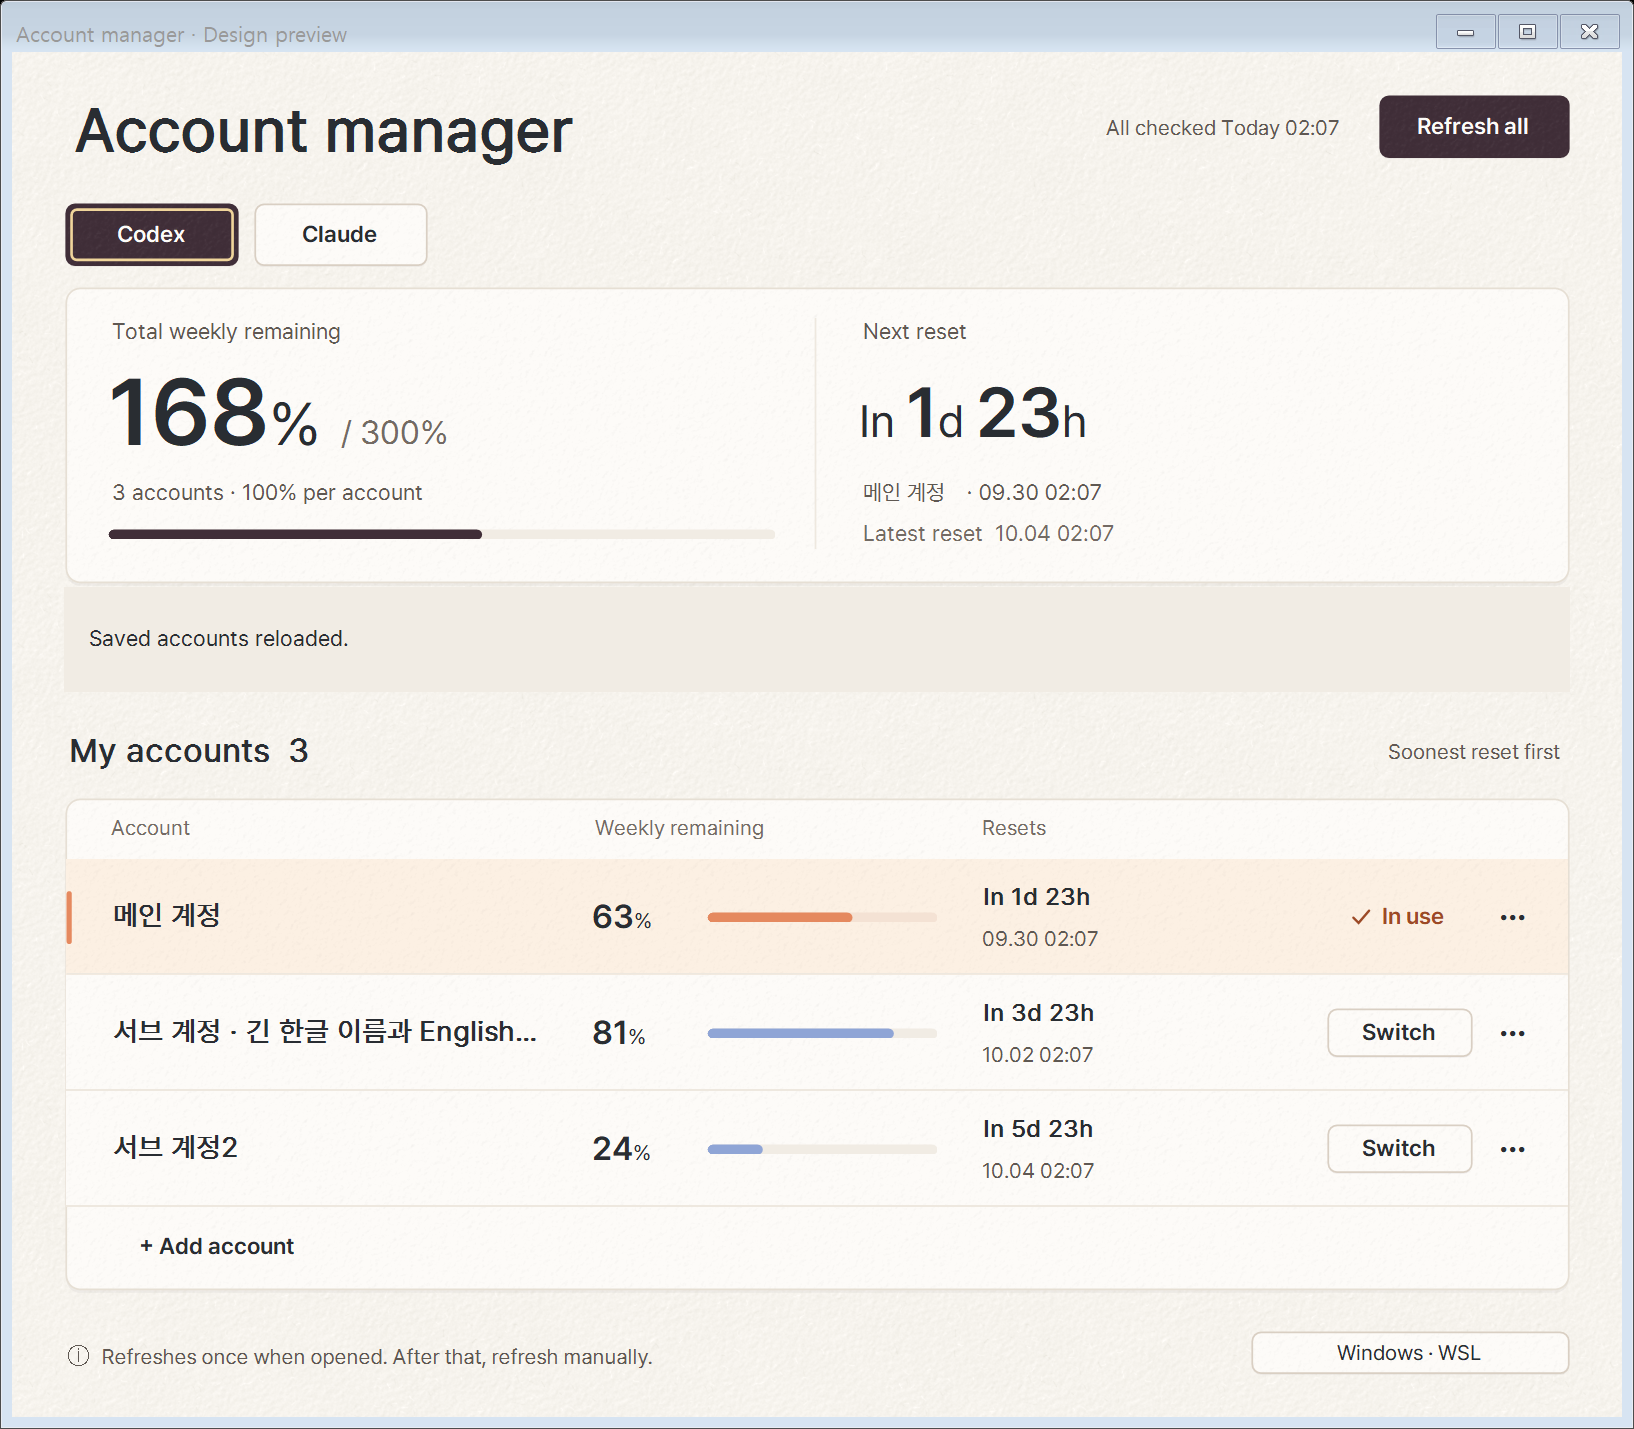 Account manager · Design preview
Account manager
All checked Today 02:07
Refresh all
Codex
Claude
Total weekly remaining
168% / 300%
3 accounts · 100% per account
Next reset
In 1d 23h
메인 계정 · 09.30 02:07
Latest reset 10.04 02:07
Saved accounts reloaded.
My accounts 3
Soonest reset first
Account Weekly remaining Resets
메인 계정
63%
In 1d 23h
09.30 02:07
In use
서브 계정 · 긴 한글 이름과 English...
81%
In 3d 23h
10.02 02:07
Switch
서브 계정2
24%
In 5d 23h
10.04 02:07
Switch
+ Add account
Refreshes once when opened. After that, refresh manually.
Windows · WSL